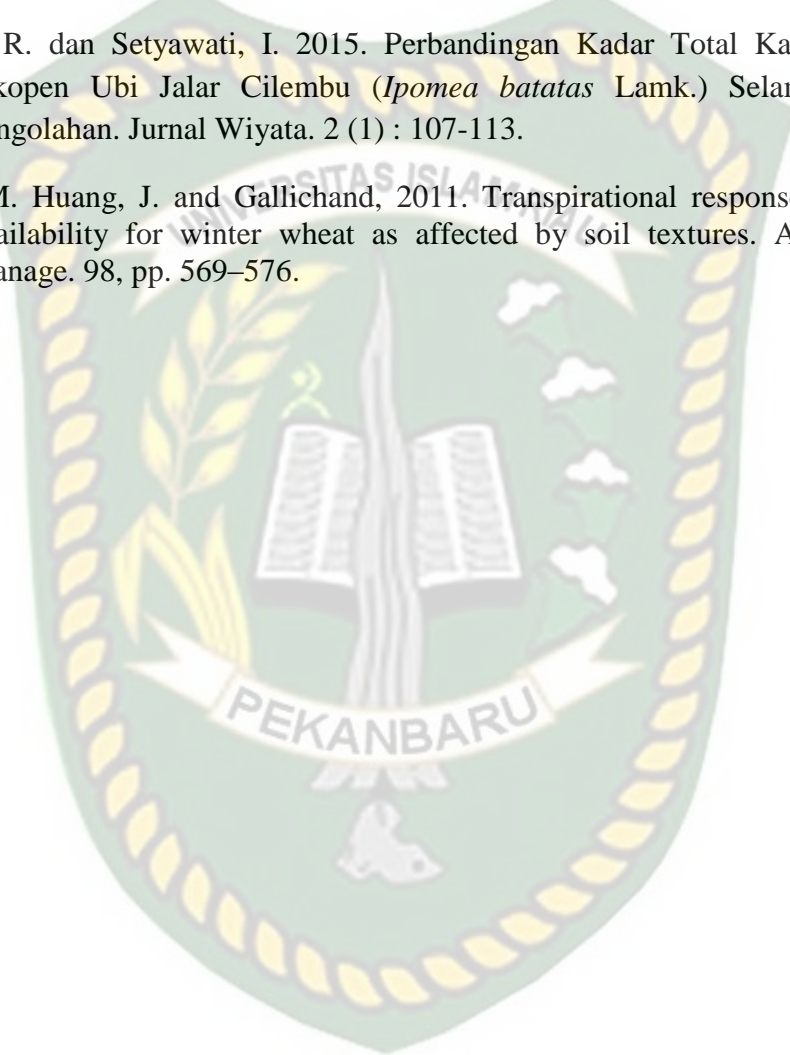 R. dan Setyawati, I. 2015. Perbandingan Kadar Total Ka
kopen Ubi Jalar Cilembu (Ipomea batatas Lamk.) Selar
ngolahan. Jurnal Wiyata. 2 (1) : 107-113.
M. Huang, J. and Gallichand, 2011. Transpirational response
ailability for winter wheat as affected by soil textures. A
anage. 98, pp. 569–576.
UNIVERSITAS ISLAM RIAU
PEKANBARU